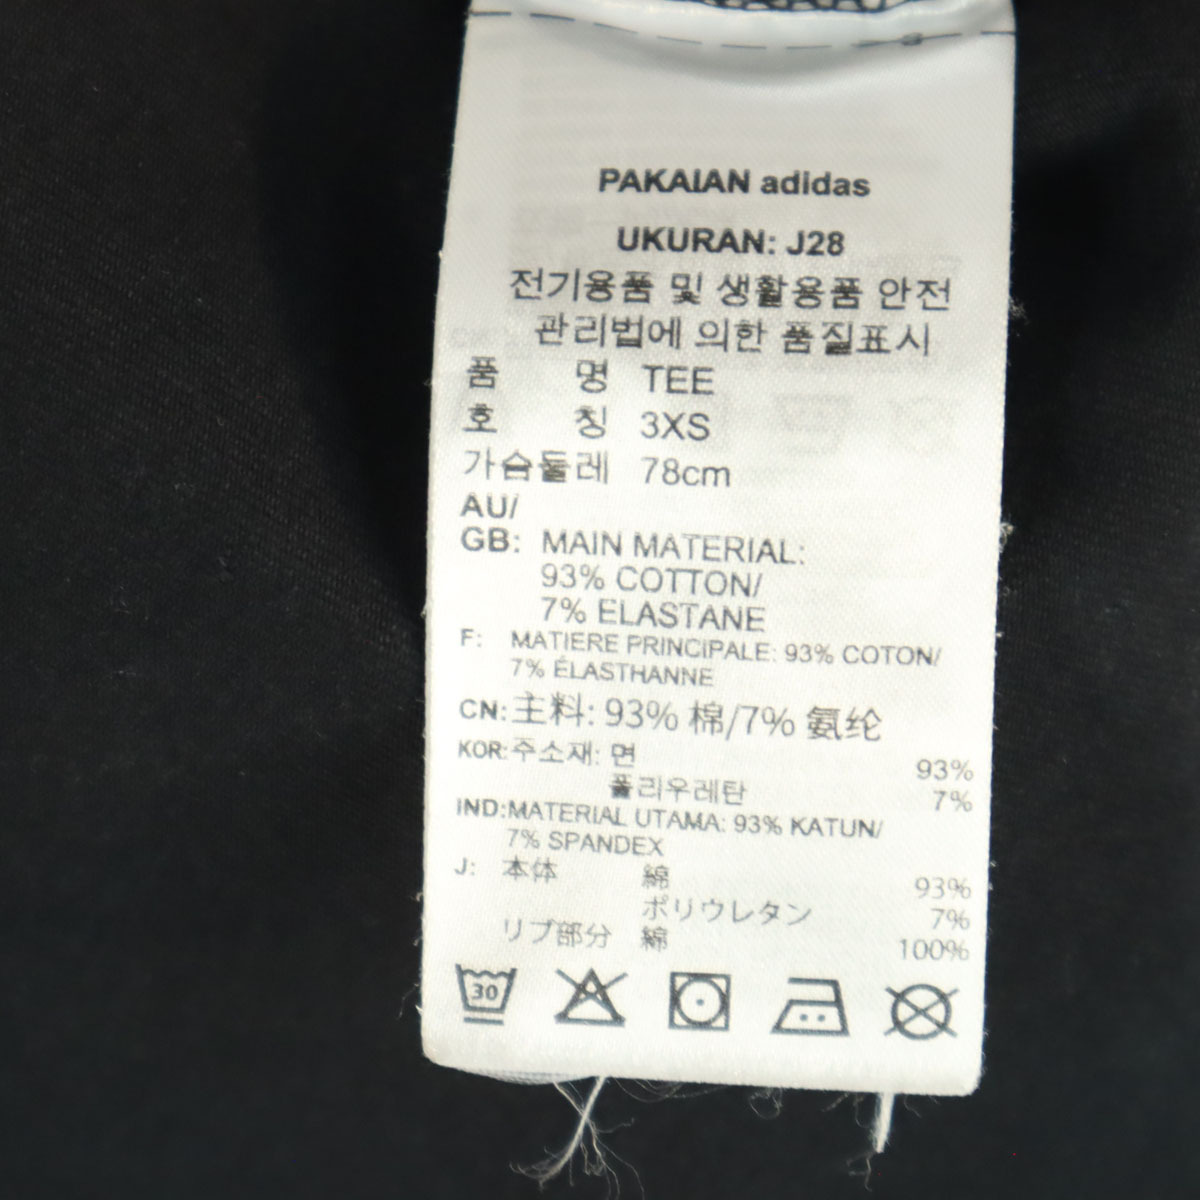 PAKAIAN adidas
UKURAN: J28
전기용품 및 생활용품 안전
관리법에 의한 품질표시
품 명 TEE
호 칭 3XS
가슴둘레 78cm
AU/
GB: MAIN MATERIAL:
93% COTTON/
7% ELASTANE
F: MATIERE PRINCIPALE: 93% COTON/
7% ÉLASTHANNE
CN: 主料: 93% 棉/7% 氨纶
KOR: 주소재: 면 93%
폴리우레탄 7%
IND: MATERIAL UTAMA: 93% KATUN/
7% SPANDEX
J: 本体 綿 93%
ポリウレタン 7%
リブ部分 綿 100%
30